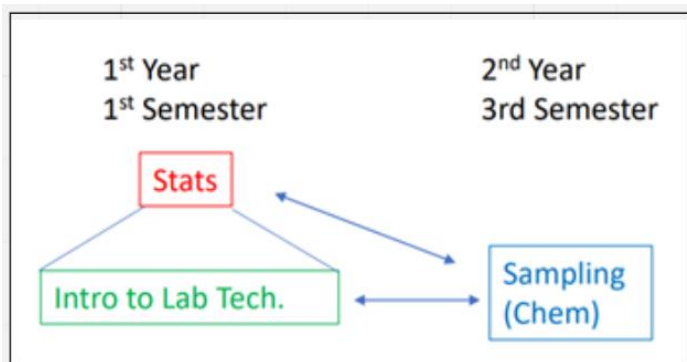 1st Year
1st Semester
2nd Year
3rd Semester
Stats
Intro to Lab Tech.
Sampling
(Chem)